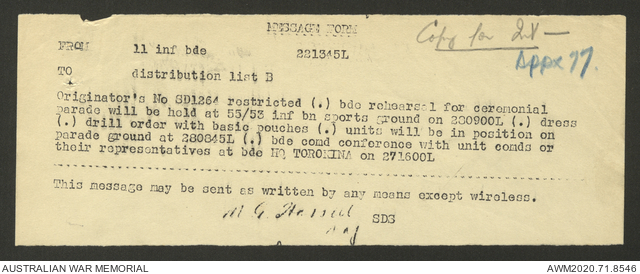 MESSAGE FORM
Copy for Int —
Appx 77.
FROM 11 inf bde 221345L
TO distribution list B
Originator's No SD1264 restricted (.) bde rehearsal for ceremonial
parade will be held at 55/53 inf bn sports ground on 280900L (.) dress
(.) drill order with basic pouches (.) units will be in position on
parade ground at 280845L (.) bde comd conference with unit comds or
their representatives at bde HQ TOROKINA on 271600L
This message may be sent as written by any means except wireless.
M G
SDS
Maj
AUSTRALIAN WAR MEMORIAL
AWM2020.71.8546